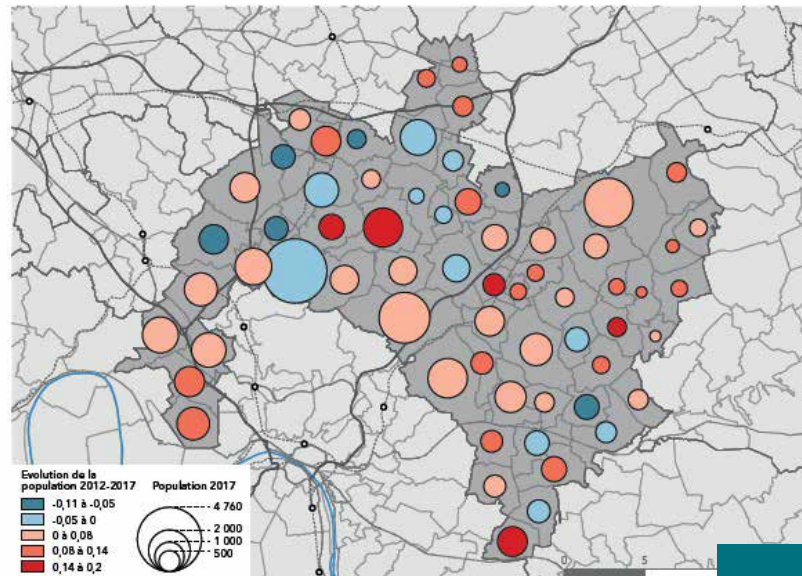 Evolution de la
population 2012-2017
-0,11 à -0,05
-0,05 à 0
0 à 0,08
0,08 à 0,14
0,14 à 0,2
Population 2017
4 760
2 000
1 000
500
0 5